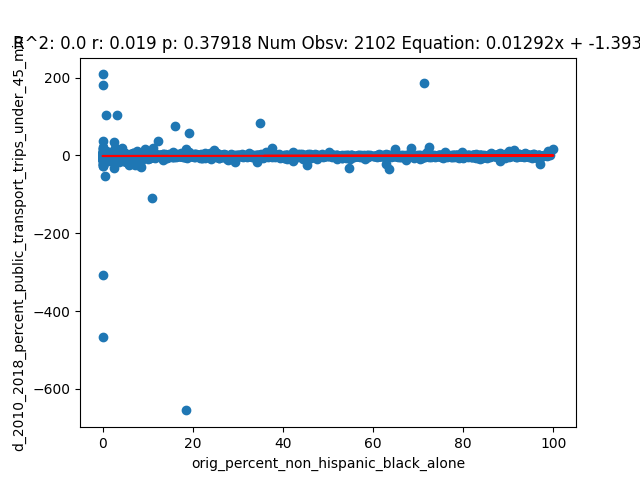 R^2: 0.0 r: 0.019 p: 0.37918 Num Obsv: 2102 Equation: 0.01292x + -1.393
d_2010_2018_percent_public_transport_trips_under_45_mi
200
0
−200
−400
−600
0 20 40 60 80 100
orig_percent_non_hispanic_black_alone